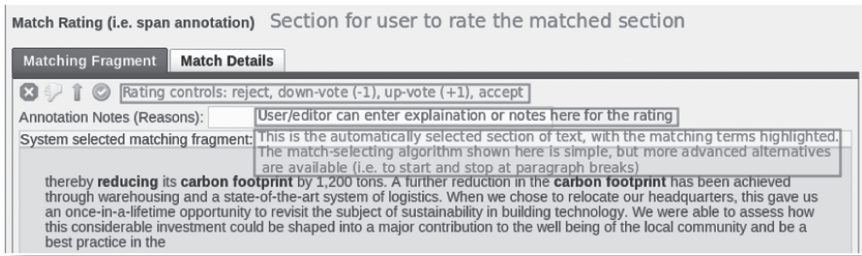 Match Rating (i.e. span annotation) Section for user to rate the matched section
Matching Fragment Match Details
Rating controls: reject, down-vote (-1), up-vote (+1), accept
Annotation Notes (Reasons): User/editor can enter explaination or notes here for the rating
System selected matching fragment: This is the automatically selected section of text, with the matching terms highlighted.
The match-selecting algorithm shown here is simple, but more advanced alternatives
are available (i.e. to start and stop at paragraph breaks)
thereby reducing its carbon footprint by 1,200 tons. A further reduction in the carbon footprint has been achieved
through warehousing and a state-of-the-art system of logistics. When we chose to relocate our headquarters, this gave us
an once-in-a-lifetime opportunity to revisit the subject of sustainability in building technology. We were able to assess how
this considerable investment could be shaped into a major contribution to the well being of the local community and be a
best practice in the